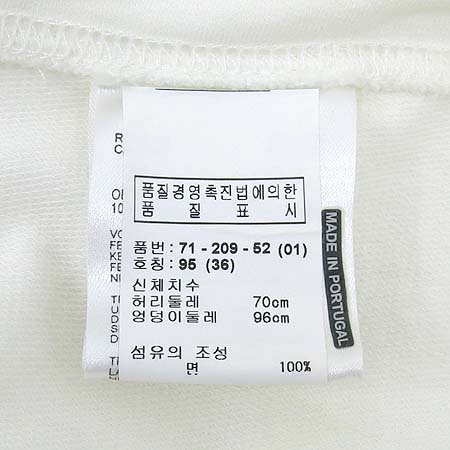 품질경영촉진법에의한
품 질 표 시
품번 : 71 - 209 - 52 (01)
호칭 : 95 (36)
신체치수
허리둘레 70cm
엉덩이둘레 96cm
섬유의 조성
면 100%
MADE IN PORTUGAL